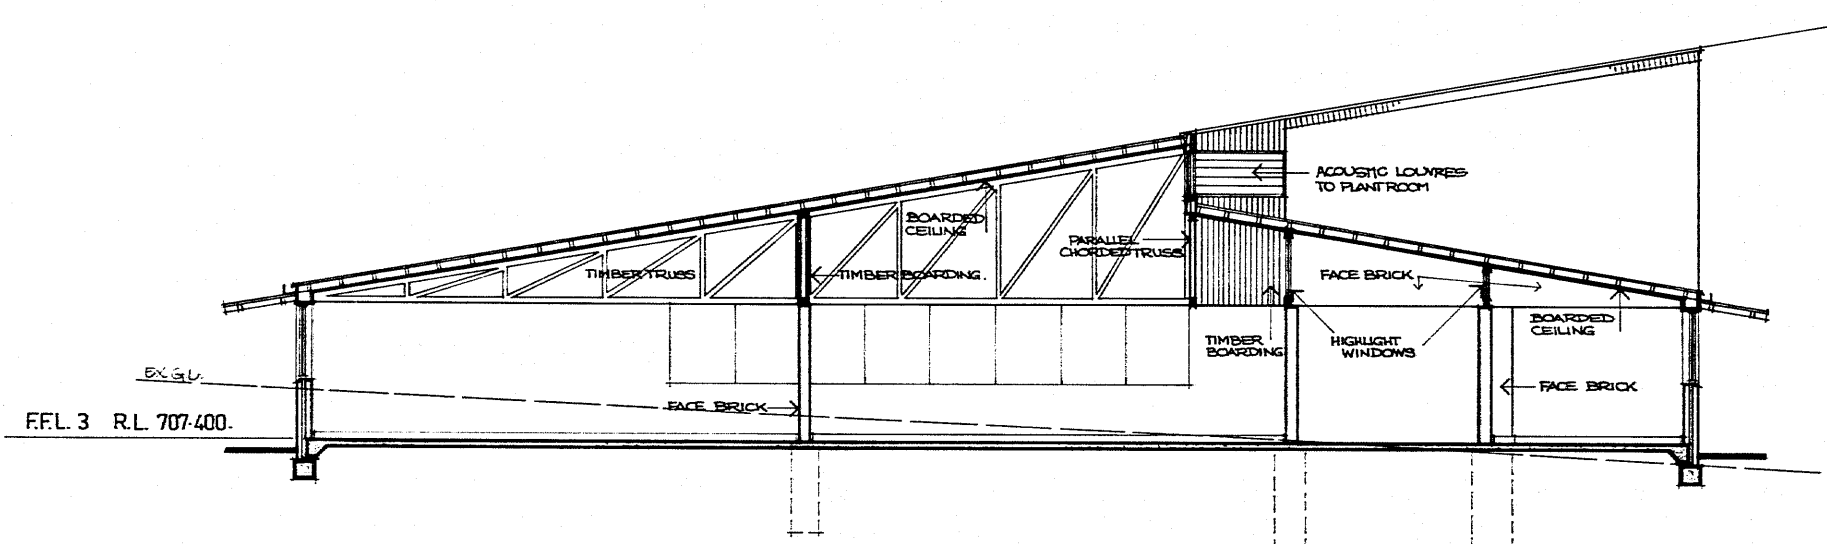 ACOUSTIC LOUVRES
TO PLANTROOM
BOARDED
CEILING
PARALLEL
CHORDED TRUSS
TIMBER TRUSS
TIMBER BOARDING.
FACE BRICK
BOARDED
CEILING
TIMBER
BOARDING
HIGHLIGHT
WINDOWS
EX.G.L.
FACE BRICK
FACE BRICK
F.F.L. 3 R.L. 707·400.